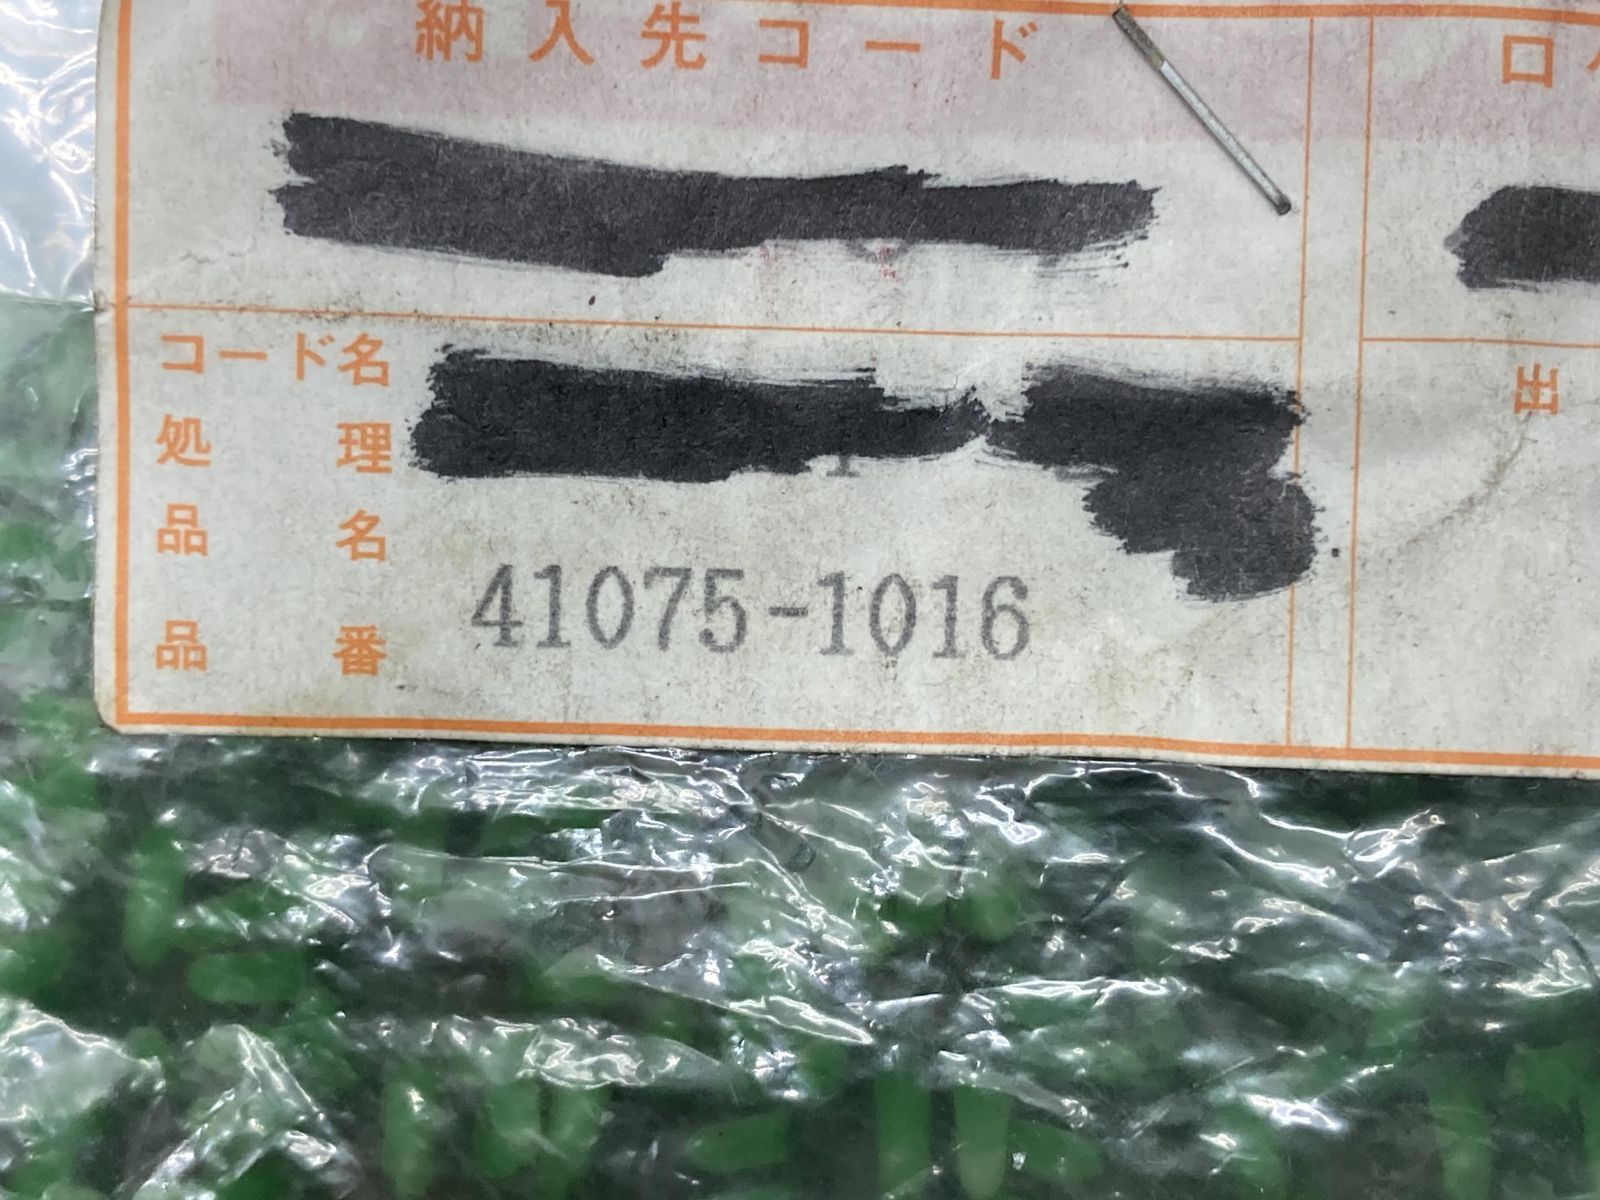 納入先コード
ロ
コード名
処理
出
品名
品番 41075-1016